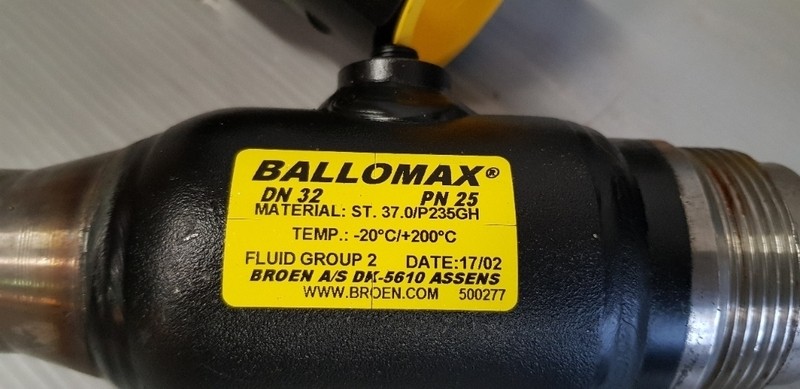 BALLOMAX®
DN 32 PN 25
MATERIAL: ST. 37.0/P235GH
TEMP.: -20°C/+200°C
FLUID GROUP 2 DATE:17/02
BROEN A/S DK-5610 ASSENS
WWW.BROEN.COM 500277